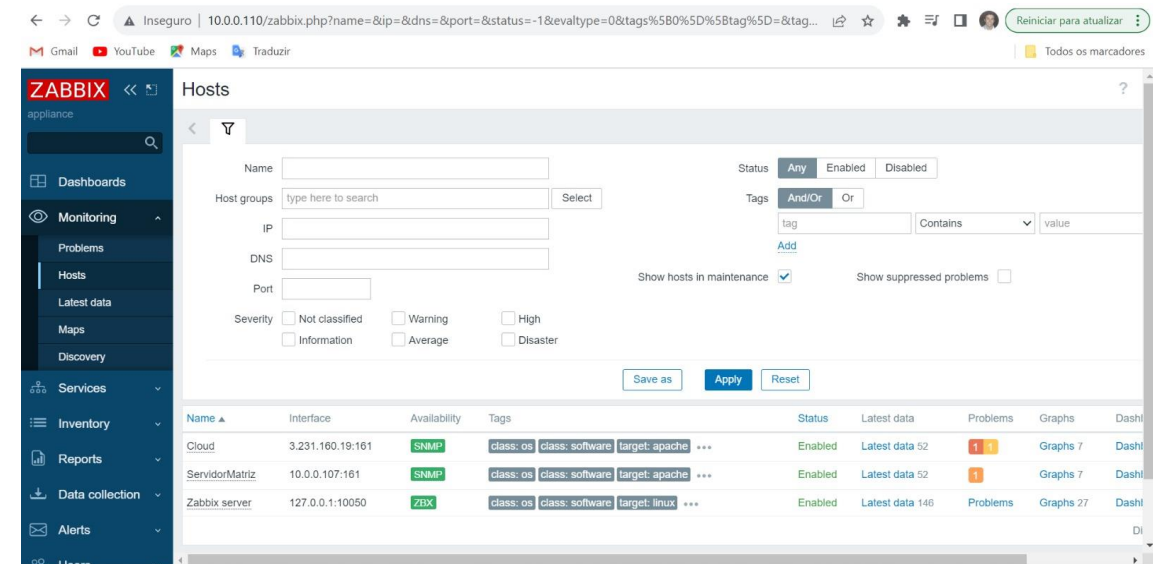 Inseguro | 10.0.0.110/zabbix.php?name=&ip=&dns=&port=&status=-1&evaltype=0&tags%5B0%5D%5Btag%5D=&tag... Reiniciar para atualizar
Gmail YouTube Maps Traduzir Todos os marcadores
ZABBIX
appliance
Dashboards
Monitoring
Problems
Hosts
Latest data
Maps
Discovery
Services
Inventory
Reports
Data collection
Alerts
Users
Hosts ?
Name
Host groups type here to search Select
IP
DNS
Port
Severity Not classified Warning High
Information Average Disaster
Status Any Enabled Disabled
Tags And/Or Or
tag Contains value
Add
Show hosts in maintenance Show suppressed problems
Save as Apply Reset
Name Interface Availability Tags Status Latest data Problems Graphs Dashl
Cloud 3.231.160.19:161 SNMP class: os class: software target: apache ••• Enabled Latest data 52 1 1 Graphs 7 Dashl
ServidorMatriz 10.0.0.107:161 SNMP class: os class: software target: apache ••• Enabled Latest data 52 1 Graphs 7 Dashl
Zabbix server 127.0.0.1:10050 ZBX class: os class: software target: linux ••• Enabled Latest data 146 Problems Graphs 27 Dashl